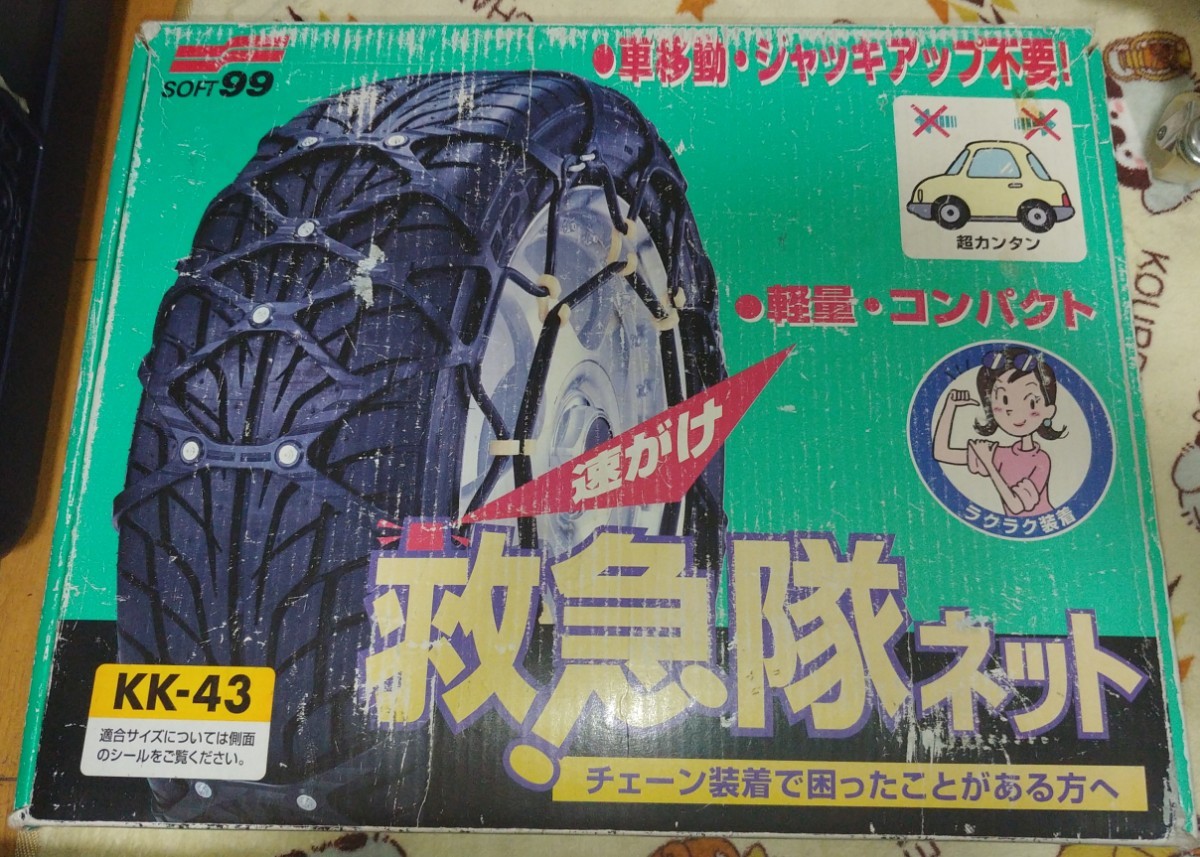 SOFT99
●車移動・ジャッキアップ不要!
超カンタン
●軽量・コンパクト
速がけ
ラクラク装着
救急隊ネット
KK-43
適合サイズについては側面
のシールをご覧ください。
チェーン装着で困ったことがある方へ